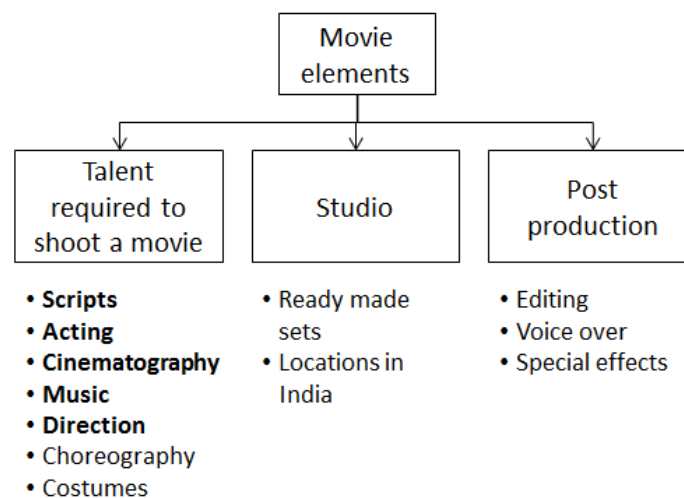 Movie
elements
Talent
required to
shoot a movie
Studio
Post
production
• Scripts
• Acting
• Cinematography
• Music
• Direction
• Choreography
• Costumes
• Ready made
sets
• Locations in
India
• Editing
• Voice over
• Special effects